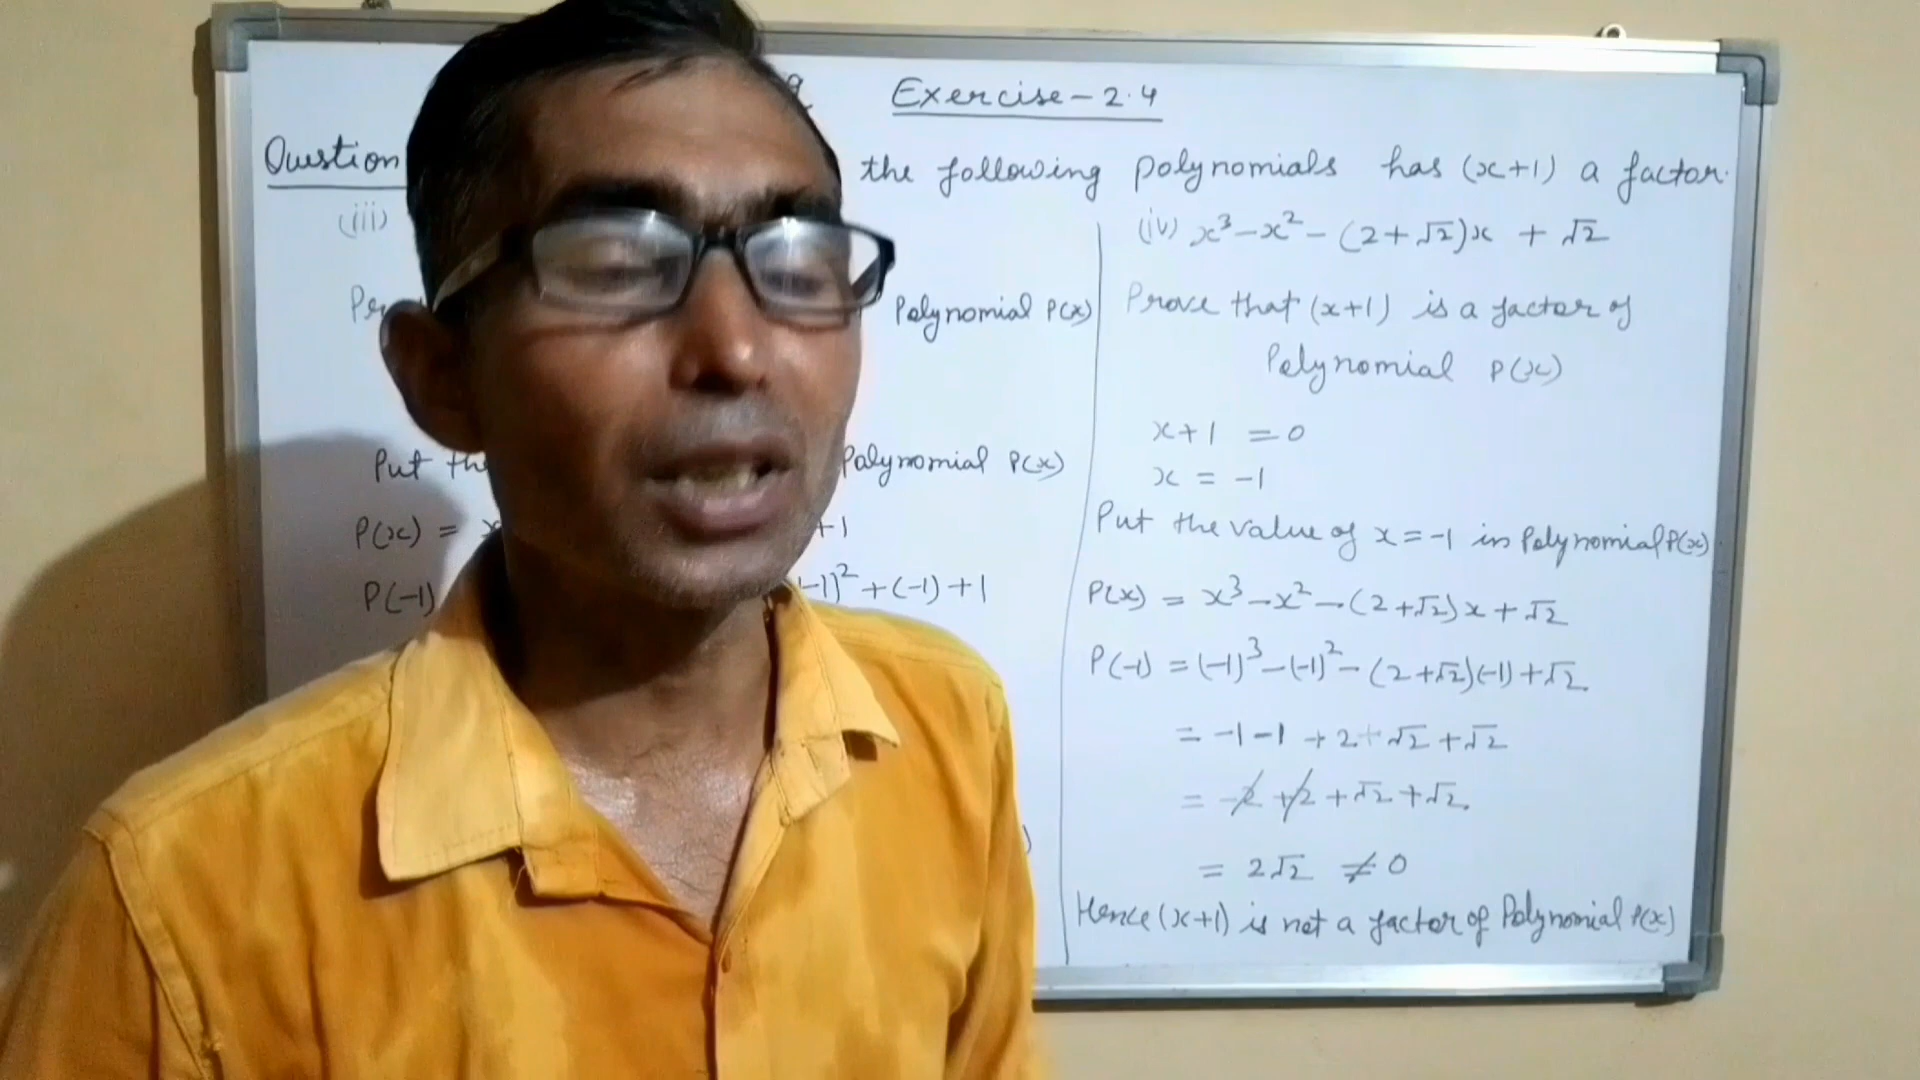 Exercise-2.4
Question the following polynomials has (x+1) a factor.
(iii)
Polynomial P(x)
Put the Polynomial P(x)
P(x) = x +1
P(-1) -1)² + (-1) + 1
(iv) x³ - x² - (2+√2)x + √2
Prove that (x+1) is a factor of
Polynomial P(x)
x+1 = 0
x = -1
Put the value of x = -1 in Polynomial P(x)
P(x) = x³ - x² - (2+√2)x + √2
P(-1) = (-1)³ - (-1)² - (2+√2)(-1) + √2
= -1 -1 + 2 + √2 + √2
= -2 + 2 + √2 + √2
= 2√2 ≠ 0
Hence (x+1) is not a factor of Polynomial P(x)